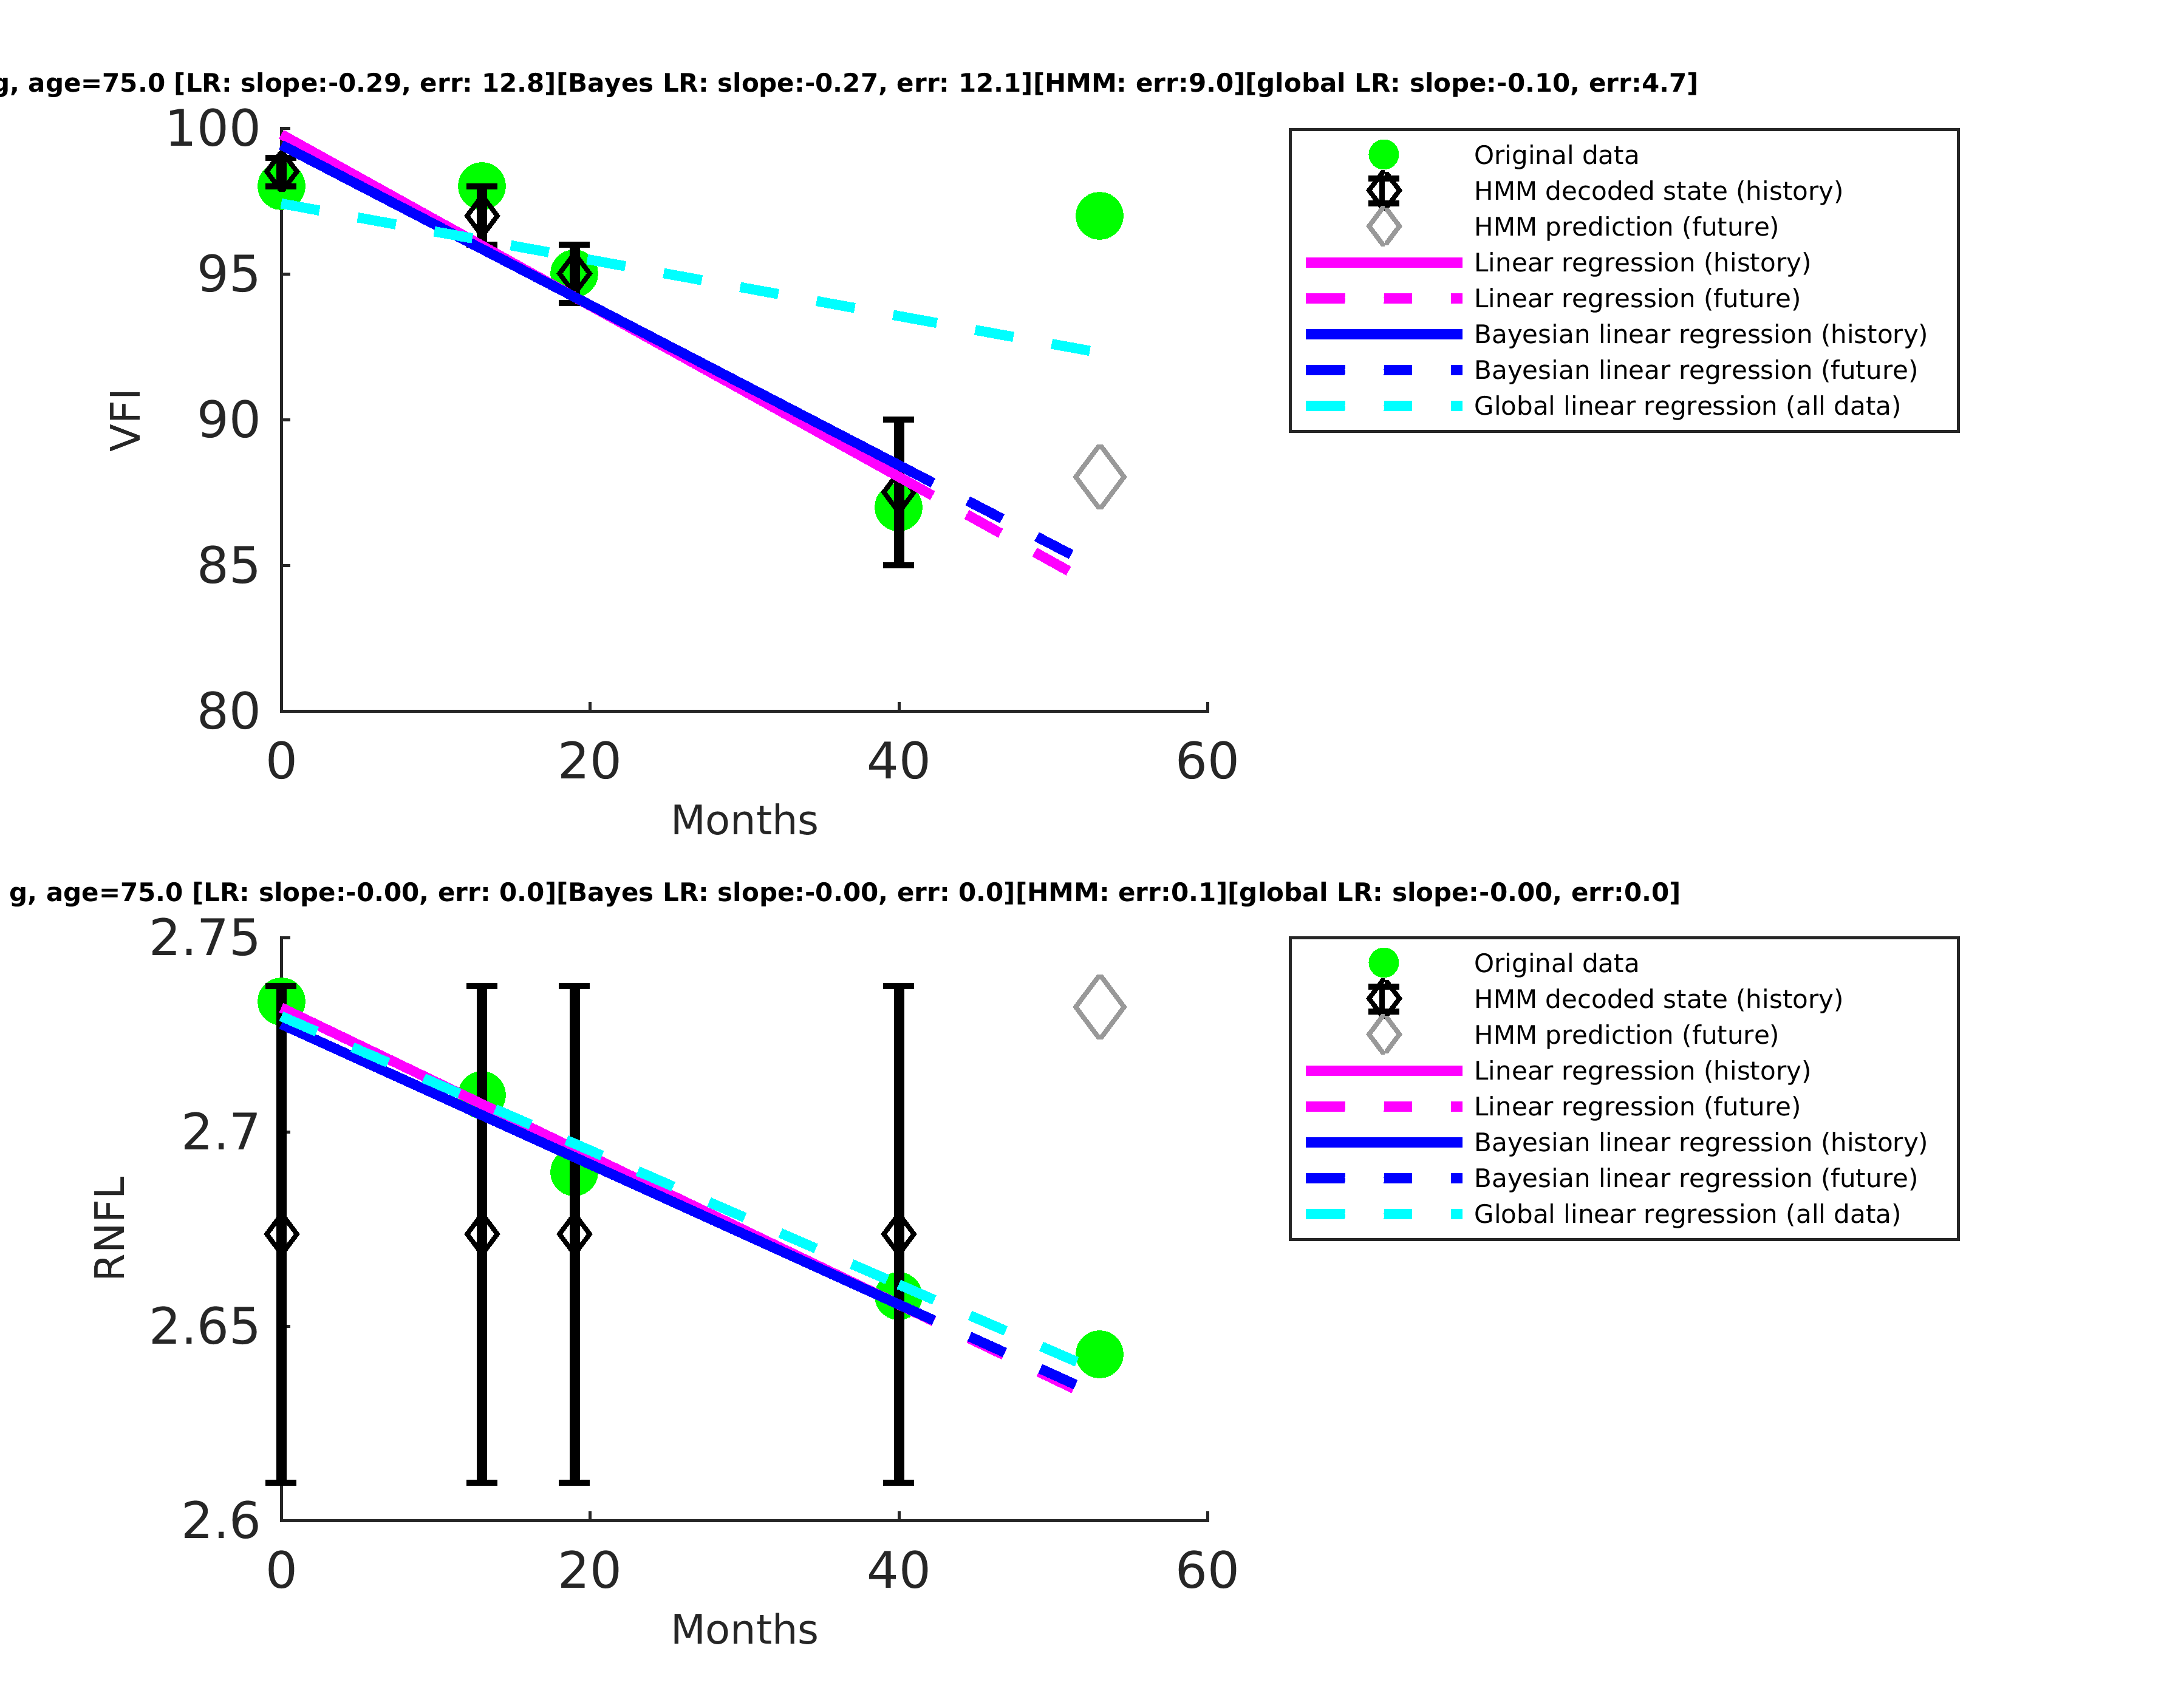 g, age=75.0 [LR: slope:-0.29, err: 12.8][Bayes LR: slope:-0.27, err: 12.1][HMM: err:9.0][global LR: slope:-0.10, err:4.7]
100
95
90
85
80
VFI
0 20 40 60
Months
Original data
HMM decoded state (history)
HMM prediction (future)
Linear regression (history)
Linear regression (future)
Bayesian linear regression (history)
Bayesian linear regression (future)
Global linear regression (all data)
g, age=75.0 [LR: slope:-0.00, err: 0.0][Bayes LR: slope:-0.00, err: 0.0][HMM: err:0.1][global LR: slope:-0.00, err:0.0]
2.75
2.7
2.65
2.6
RNFL
0 20 40 60
Months
Original data
HMM decoded state (history)
HMM prediction (future)
Linear regression (history)
Linear regression (future)
Bayesian linear regression (history)
Bayesian linear regression (future)
Global linear regression (all data)